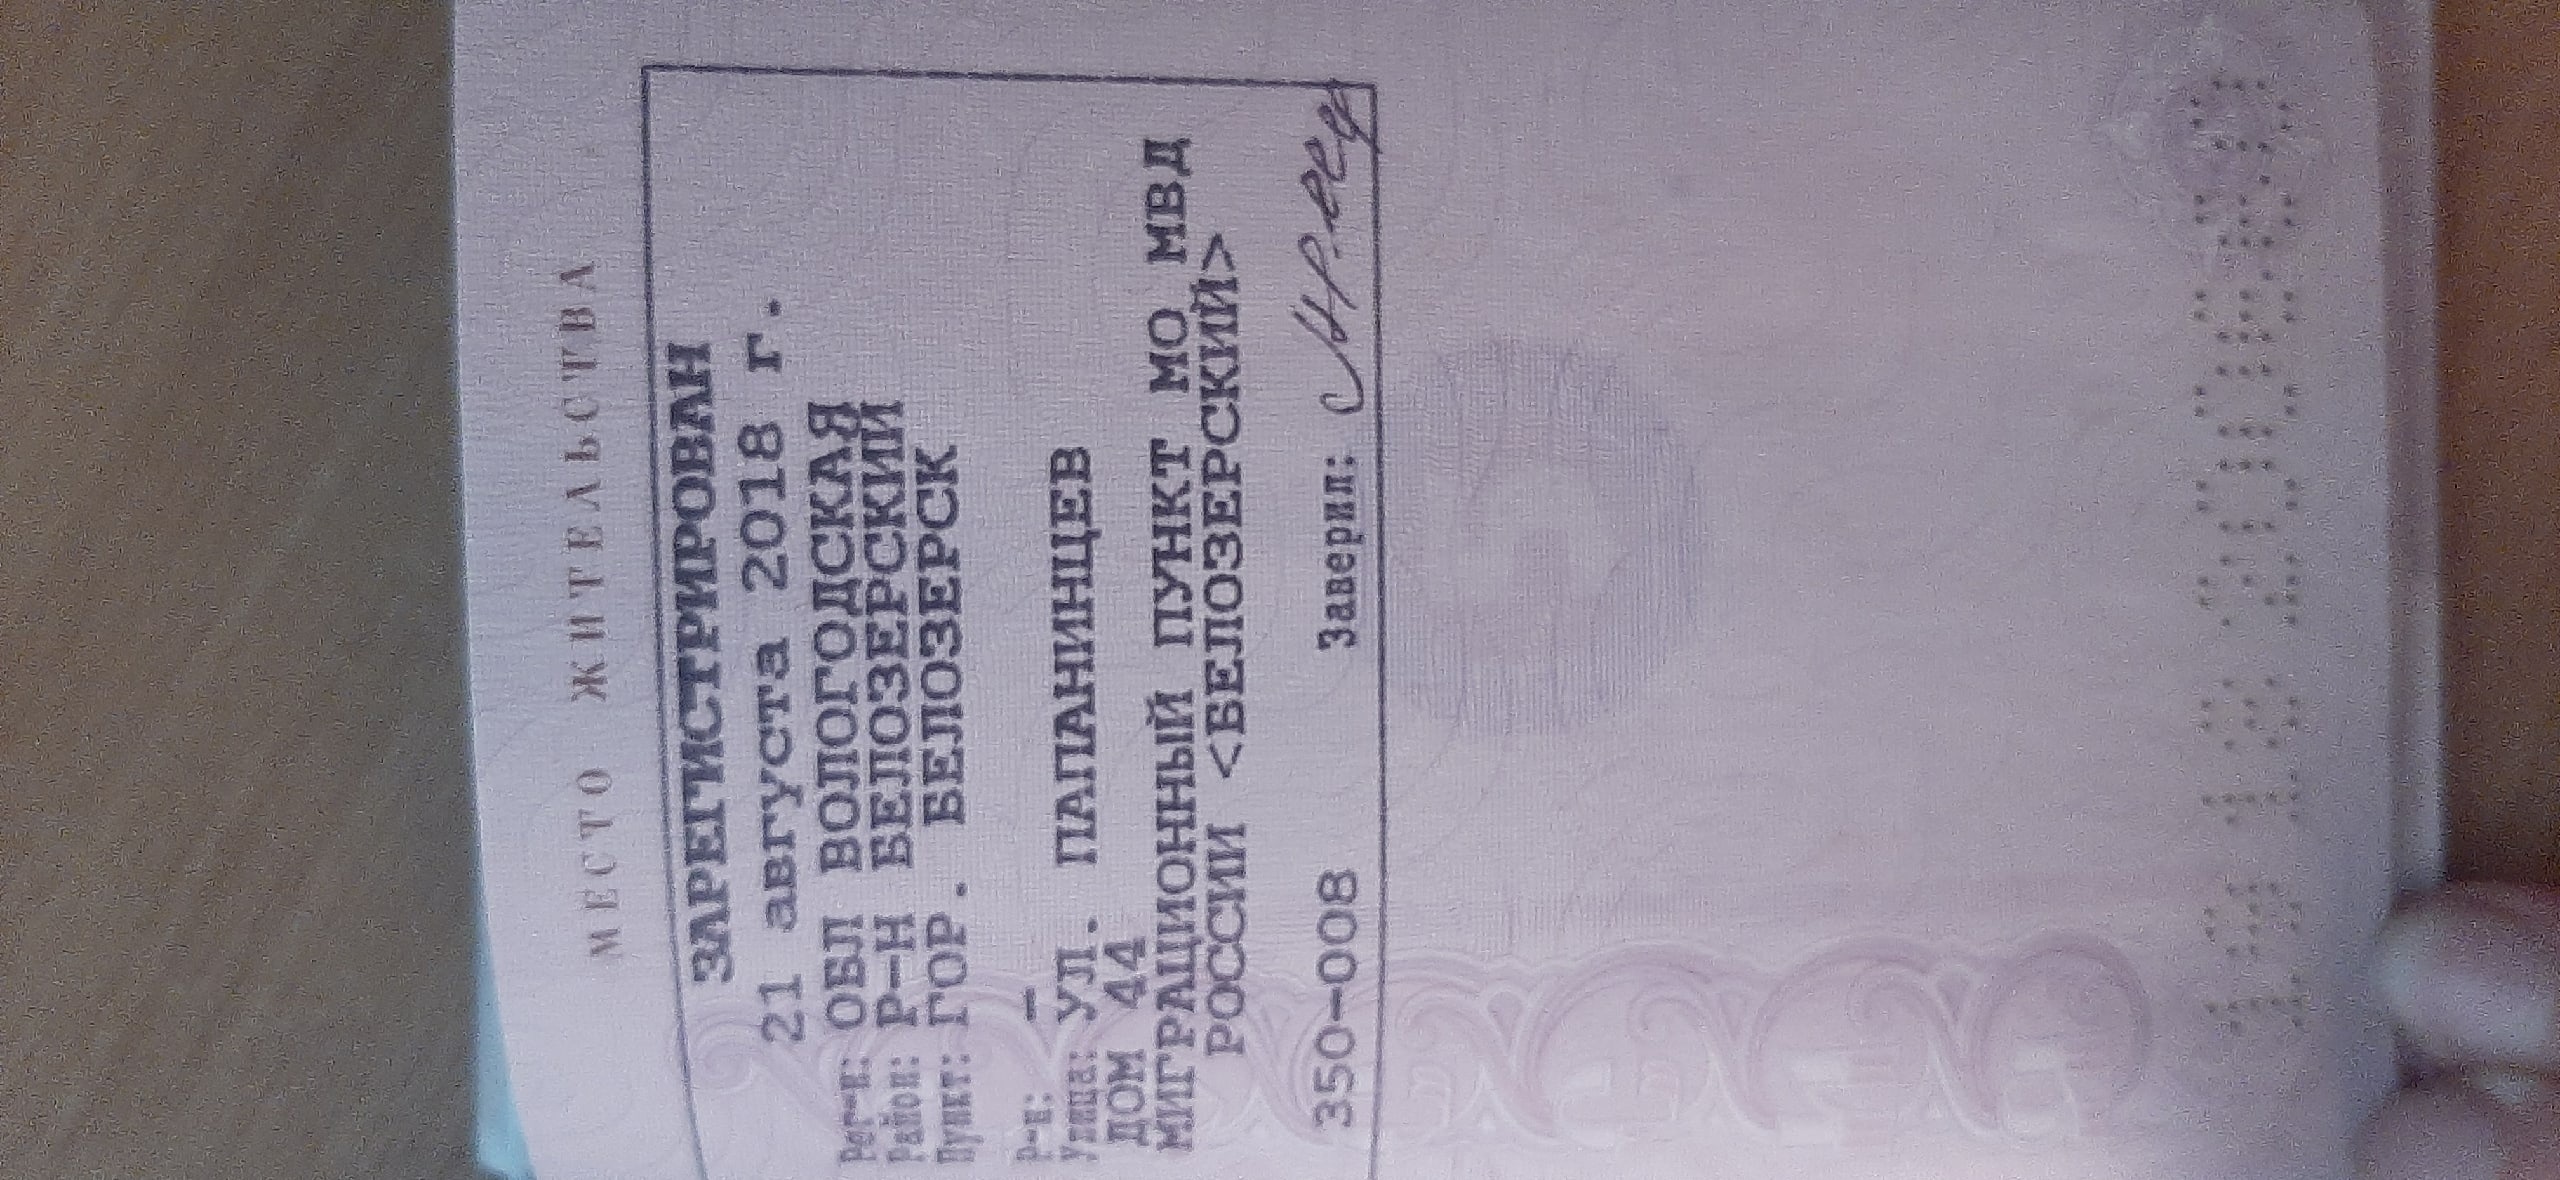 МЕСТО ЖИТЕЛЬСТВА
ЗАРЕГИСТРИРОВАН
21 августа 2018 г.
Рег-н: ОБЛ ВОЛОГОДСКАЯ
Район: Р-Н БЕЛОЗЕРСКИЙ
Пункт: ГОР. БЕЛОЗЕРСК
Р-н: –
Улица: УЛ. ПАПАНИНЦЕВ
ДОМ 44
МИГРАЦИОННЫЙ ПУНКТ МО МВД
РОССИИ <БЕЛОЗЕРСКИЙ>
350-008 Заверил: